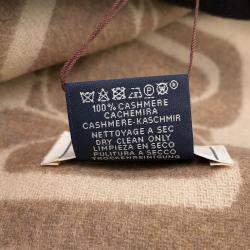 100% CASHMERE
CACHEMIRA
CASHMERE-KASCHMIR
NETTOYAGE A SEC
DRY CLEAN ONLY
LIMPIEZA EN SECO
PULITURA A SECCO
TROCKENREINIGUNG